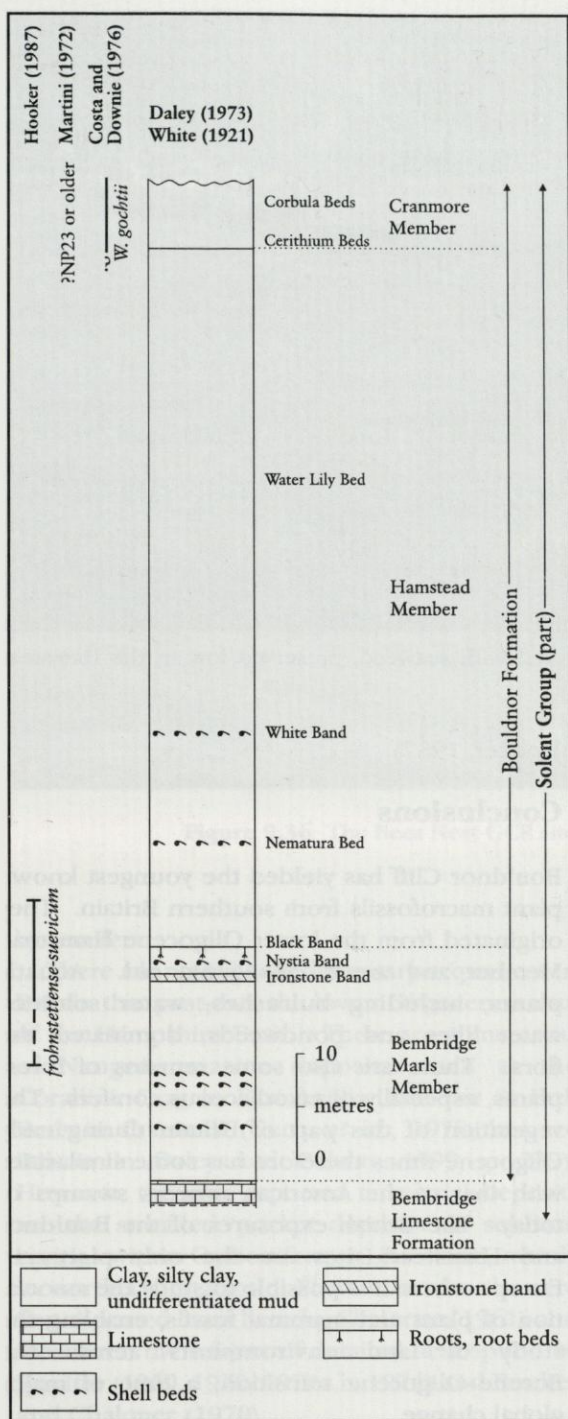 Hooker (1987)
Martini (1972)
Costa and
Downie (1976)
Daley (1973)
White (1921)
?NP23 or older
W. gochtii
Corbula Beds
Cranmore
Member
Cerithium Beds
Water Lily Bed
Hamstead
Member
Bouldnor Formation
Solent Group (part)
White Band
Nematura Bed
fromstettense-suevicum
Black Band
Nystia Band
Ironstone Band
10
metres
0
Bembridge
Marls
Member
Bembridge
Limestone
Formation
Clay, silty clay,
undifferentiated mud
Limestone
Shell beds
Ironstone band
Roots, root beds
Conclusions